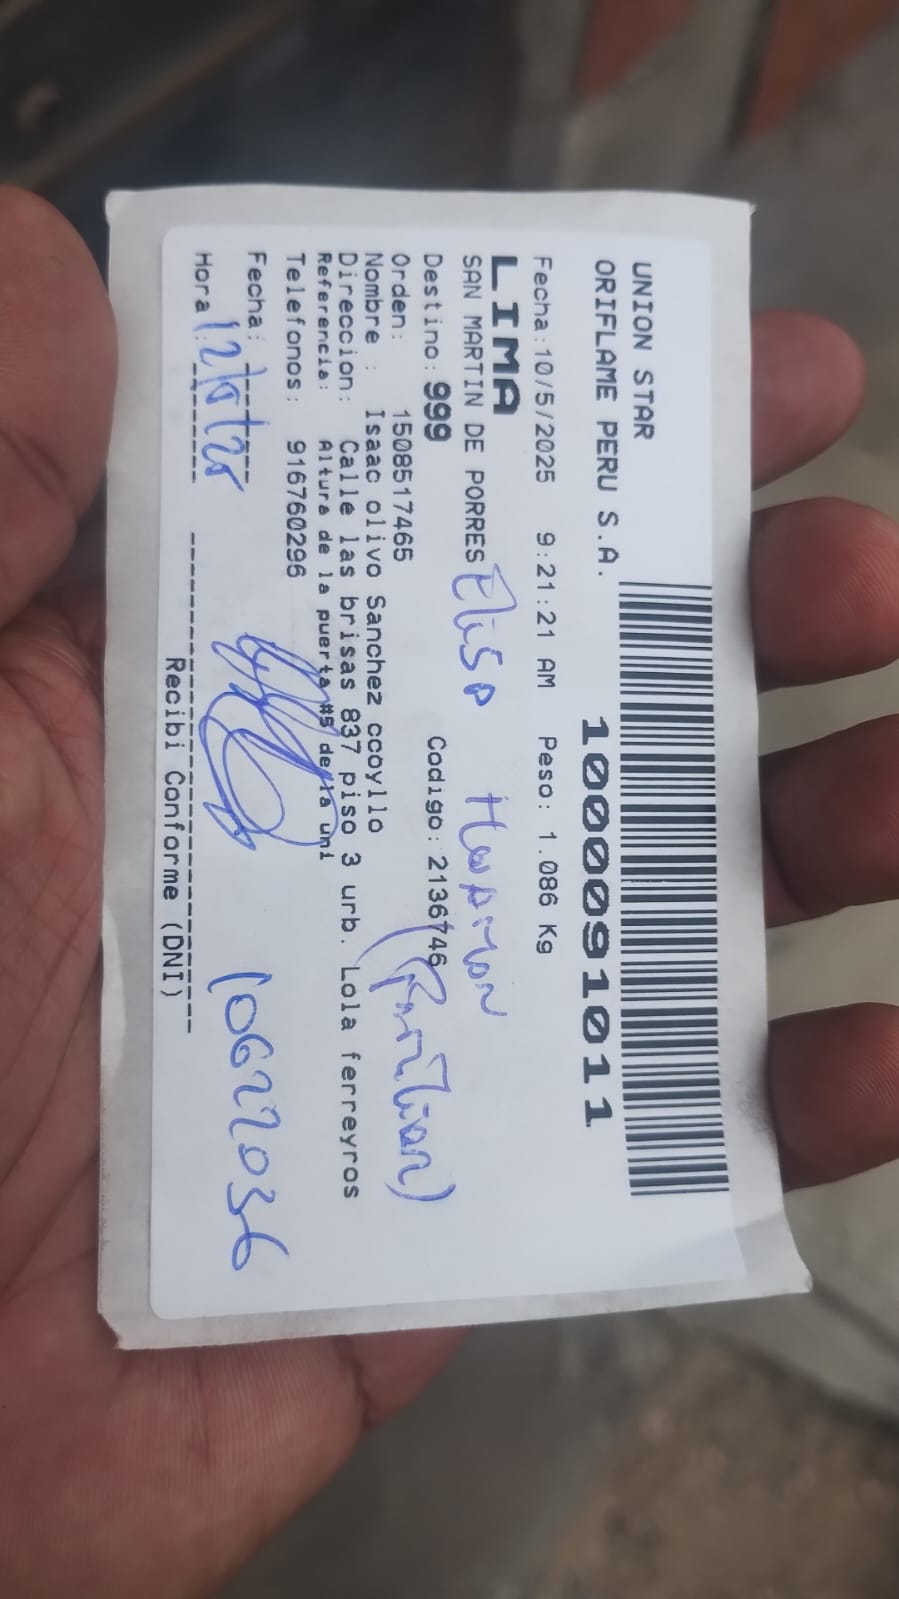 UNION STAR
ORIFLAME PERU S.A.
1000091011
Fecha:10/5/2025 9:21:21 AM Peso: 1.086 Kg
LIMA
SAN MARTIN DE PORRES Elisa Huaman
Destino: 999 Codigo: 2136746
(familiar)
Orden: 1508517465
Nombre : Isaac olivo Sanchez ccoyllo
Direccion: Calle las brisas 837 piso 3 urb. Lola ferreyros
Referencia: Altura de la puerta #5 de la uni
Telefonos: 916760296
Fecha:
Hora 10622036
Recibi Conforme (DNI)